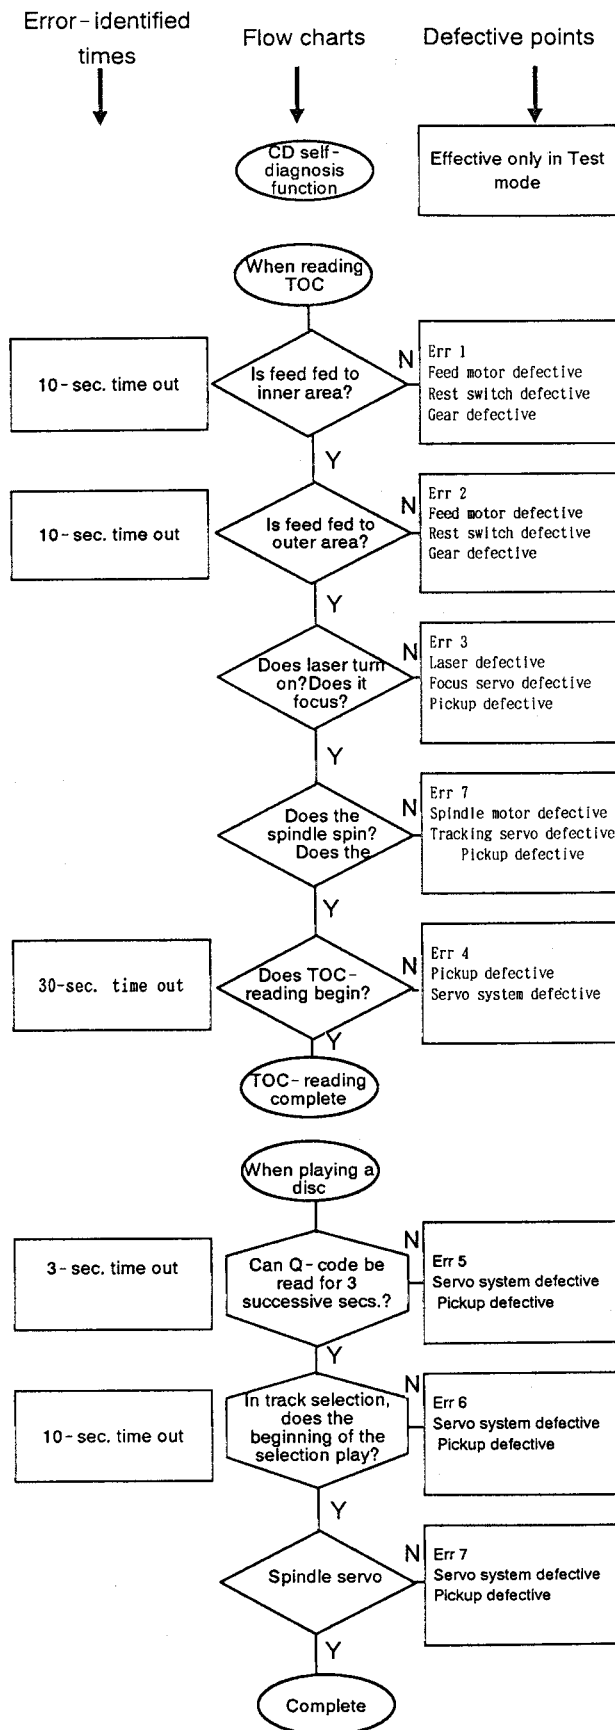 Error-identified
times
Flow charts
Defective points
CD self-
diagnosis
function
Effective only in Test
mode
When reading
TOC
10-sec. time out
Is feed fed to
inner area?
N
Err 1
Feed motor defective
Rest switch defective
Gear defective
Y
10-sec. time out
Is feed fed to
outer area?
N
Err 2
Feed motor defective
Rest switch defective
Gear defective
Y
Does laser turn
on?Does it
focus?
N
Err 3
Laser defective
Focus servo defective
Pickup defective
Y
Does the
spindle spin?
Does the
N
Err 7
Spindle motor defective
Tracking servo defective
Pickup defective
Y
30-sec. time out
Does TOC-
reading begin?
N
Err 4
Pickup defective
Servo system defective
Y
TOC-reading
complete
When playing a
disc
3-sec. time out
Can Q-code be
read for 3
successive secs.?
N
Err 5
Servo system defective
Pickup defective
Y
10-sec. time out
In track selection,
does the
beginning of the
selection play?
N
Err 6
Servo system defective
Pickup defective
Y
Spindle servo
N
Err 7
Servo system defective
Pickup defective
Y
Complete